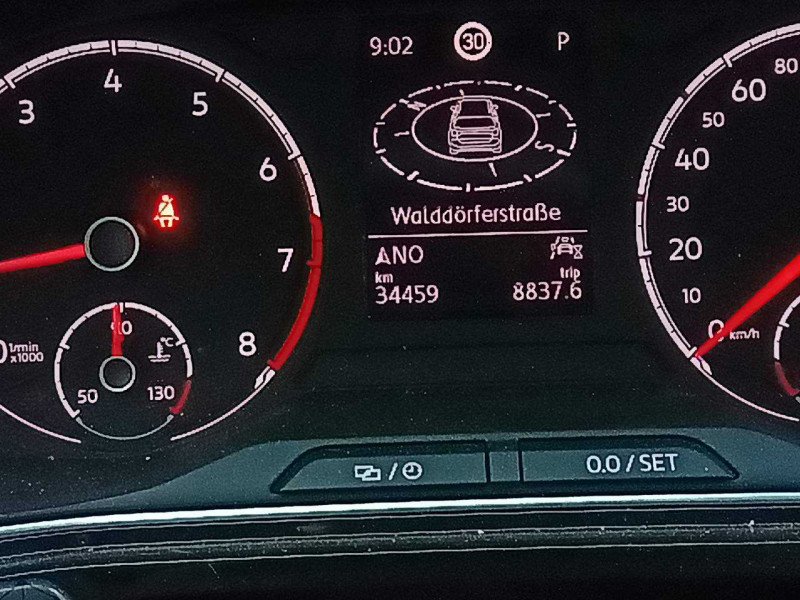 9:02 30 P
N
S
Walddörferstraße
ANO
km trip
34459 8837.6
3
4
5
6
7
8
0 1/min x1000
50 90 130
°C
80
60
50
40
30
20
10
0 km/h
0.0 / SET